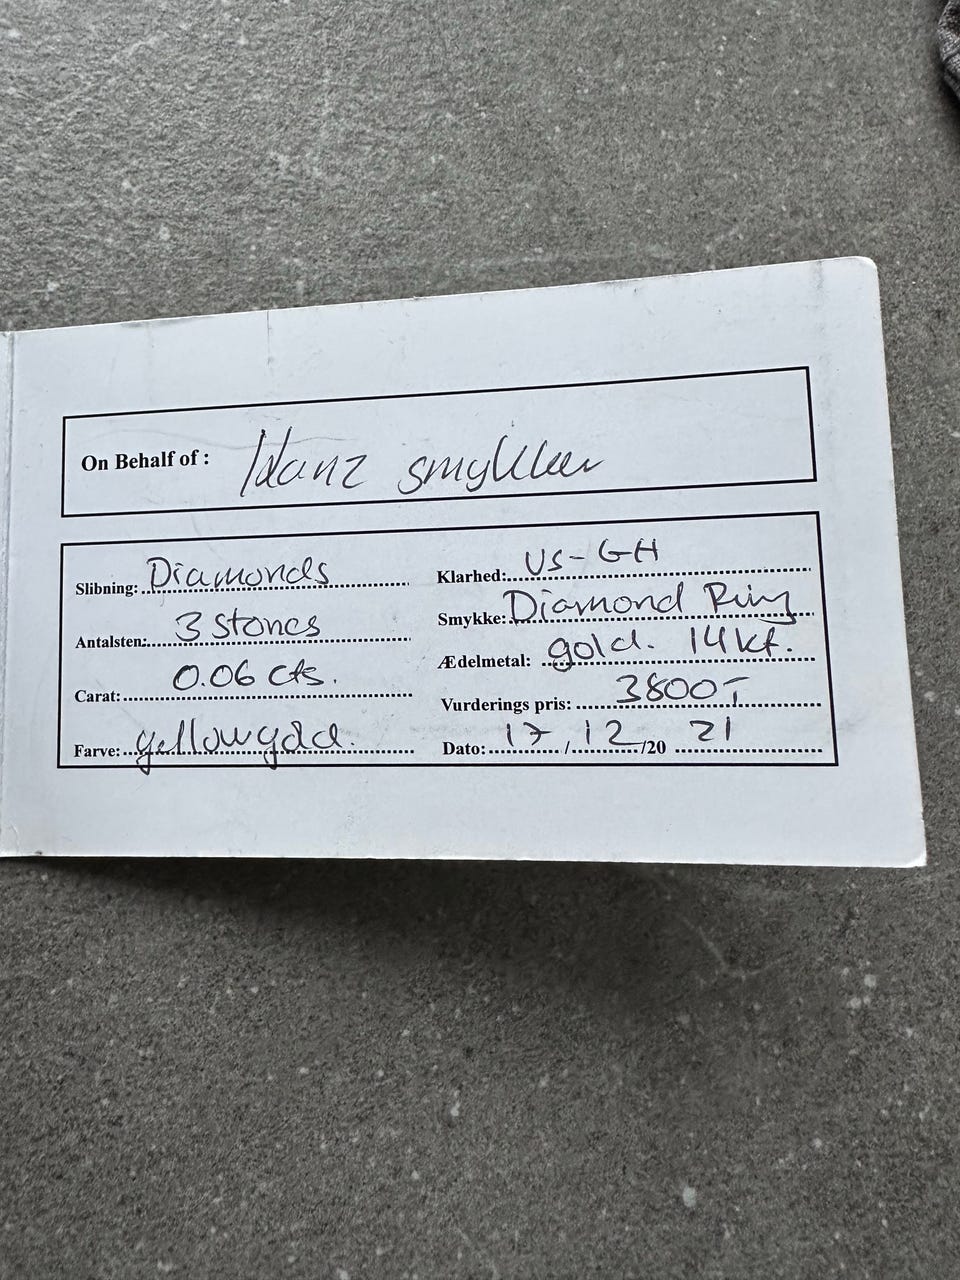 On Behalf of : smykker
Slibning: Diamonds
Klarhed: VS-GH
Antalsten: 3 stones
Smykke: Diamond Ring
Carat: 0.06 cts.
Ædelmetal: gold. 14kt.
Farve: yellowgold.
Vurderings pris: 3800
Dato: 17/12/20 21